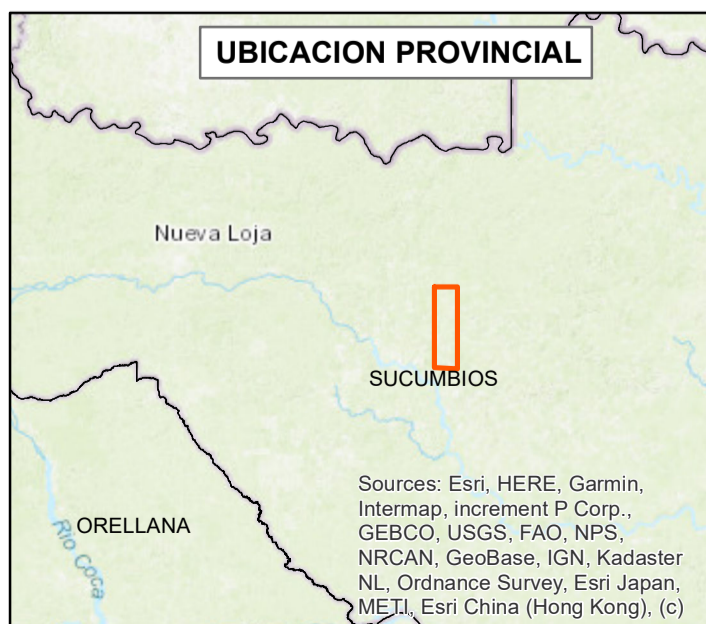 UBICACION PROVINCIAL
Nueva Loja
SUCUMBIOS
ORELLANA
Rio Coca
Sources: Esri, HERE, Garmin,
Intermap, increment P Corp.,
GEBCO, USGS, FAO, NPS,
NRCAN, GeoBase, IGN, Kadaster
NL, Ordnance Survey, Esri Japan,
METI, Esri China (Hong Kong), (c)